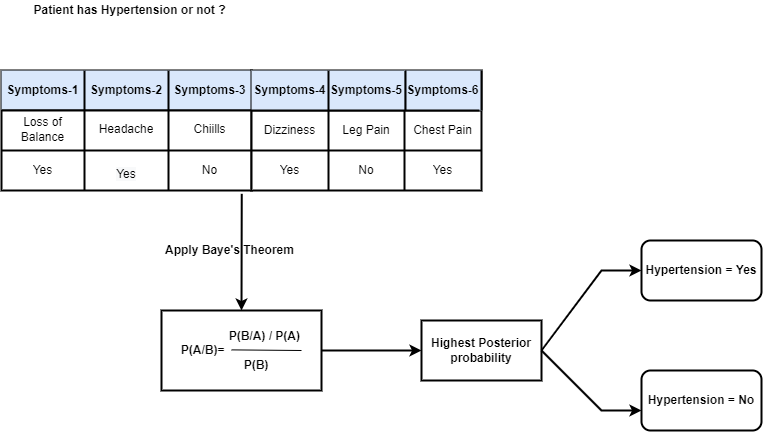 Patient has Hypertension or not ?
Symptoms-1 Symptoms-2 Symptoms-3 Symptoms-4 Symptoms-5 Symptoms-6
Loss of Balance Headache Chiills Dizziness Leg Pain Chest Pain
Yes Yes No Yes No Yes
Apply Baye's Theorem
P(A/B)= P(B/A) / P(A)
P(B)
Highest Posterior
probability
Hypertension = Yes
Hypertension = No